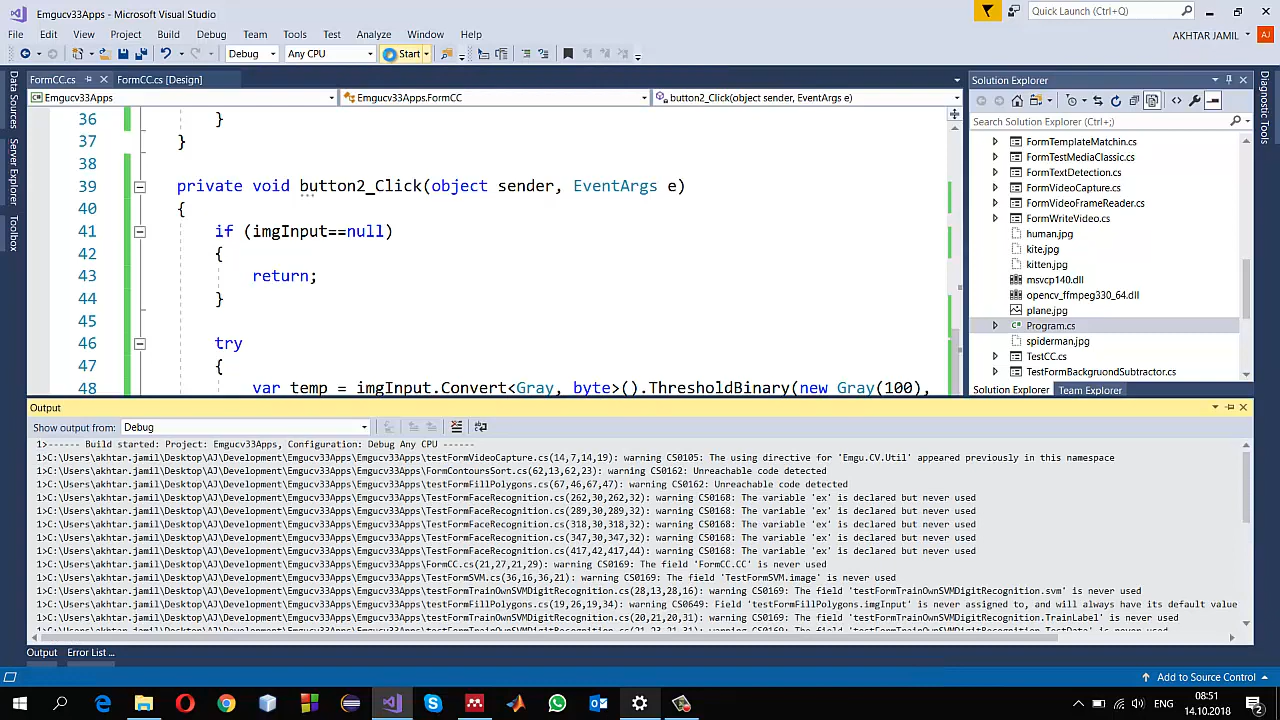 Emgucv33Apps - Microsoft Visual Studio
Quick Launch (Ctrl+Q)
File Edit View Project Build Debug Team Tools Test Analyze Window Help
AKHTAR JAMIL AJ
Debug Any CPU Start
FormCC.cs FormCC.cs [Design]
Solution Explorer
Emgucv33Apps Emgucv33Apps.FormCC button2_Click(object sender, EventArgs e)
Search Solution Explorer (Ctrl+;)
Data Sources
Server Explorer
Toolbox
Diagnostic Tools
36 }
37 }
38
39 private void button2_Click(object sender, EventArgs e)
40 {
41 if (imgInput==null)
42 {
43 return;
44 }
45
46 try
47 {
48 var temp = imgInput.Convert<Gray, byte>().ThresholdBinary(new Gray(100),
FormTemplateMatchin.cs
FormTestMediaClassic.cs
FormTextDetection.cs
FormVideoCapture.cs
FormVideoFrameReader.cs
FormWriteVideo.cs
human.jpg
kite.jpg
kitten.jpg
msvcp140.dll
opencv_ffmpeg330_64.dll
plane.jpg
Program.cs
spiderman.jpg
TestCC.cs
TestFormBackgruondSubtractor.cs
Solution Explorer Team Explorer
Output
Show output from: Debug
1>------ Build started: Project: Emgucv33Apps, Configuration: Debug Any CPU ------
1>C:\Users\akhtar.jamil\Desktop\AJ\Development\Emgucv33Apps\Emgucv33Apps\testFormVideoCapture.cs(14,7,14,19): warning CS0105: The using directive for 'Emgu.CV.Util' appeared previously in this namespace
1>C:\Users\akhtar.jamil\Desktop\AJ\Development\Emgucv33Apps\Emgucv33Apps\FormContoursSort.cs(62,13,62,23): warning CS0162: Unreachable code detected
1>C:\Users\akhtar.jamil\Desktop\AJ\Development\Emgucv33Apps\Emgucv33Apps\testFormFillPolygons.cs(67,46,67,47): warning CS0162: Unreachable code detected
1>C:\Users\akhtar.jamil\Desktop\AJ\Development\Emgucv33Apps\Emgucv33Apps\TestFormFaceRecognition.cs(262,30,262,32): warning CS0168: The variable 'ex' is declared but never used
1>C:\Users\akhtar.jamil\Desktop\AJ\Development\Emgucv33Apps\Emgucv33Apps\TestFormFaceRecognition.cs(289,30,289,32): warning CS0168: The variable 'ex' is declared but never used
1>C:\Users\akhtar.jamil\Desktop\AJ\Development\Emgucv33Apps\Emgucv33Apps\TestFormFaceRecognition.cs(318,30,318,32): warning CS0168: The variable 'ex' is declared but never used
1>C:\Users\akhtar.jamil\Desktop\AJ\Development\Emgucv33Apps\Emgucv33Apps\TestFormFaceRecognition.cs(347,30,347,32): warning CS0168: The variable 'ex' is declared but never used
1>C:\Users\akhtar.jamil\Desktop\AJ\Development\Emgucv33Apps\Emgucv33Apps\TestFormFaceRecognition.cs(417,42,417,44): warning CS0168: The variable 'ex' is declared but never used
1>C:\Users\akhtar.jamil\Desktop\AJ\Development\Emgucv33Apps\Emgucv33Apps\FormCC.cs(21,27,21,29): warning CS0169: The field 'FormCC.CC' is never used
1>C:\Users\akhtar.jamil\Desktop\AJ\Development\Emgucv33Apps\Emgucv33Apps\TestFormSVM.cs(36,16,36,21): warning CS0169: The field 'TestFormSVM.image' is never used
1>C:\Users\akhtar.jamil\Desktop\AJ\Development\Emgucv33Apps\Emgucv33Apps\testFormTrainOwnSVMDigitRecognition.cs(28,13,28,16): warning CS0169: The field 'testFormTrainOwnSVMDigitRecognition.svm' is never used
1>C:\Users\akhtar.jamil\Desktop\AJ\Development\Emgucv33Apps\Emgucv33Apps\testFormFillPolygons.cs(19,26,19,34): warning CS0649: Field 'testFormFillPolygons.imgInput' is never assigned to, and will always have its default value
1>C:\Users\akhtar.jamil\Desktop\AJ\Development\Emgucv33Apps\Emgucv33Apps\testFormTrainOwnSVMDigitRecognition.cs(20,21,20,31): warning CS0169: The field 'testFormTrainOwnSVMDigitRecognition.TrainLabel' is never used
Output Error List ...
Add to Source Control
ENG
08:51
14.10.2018
2